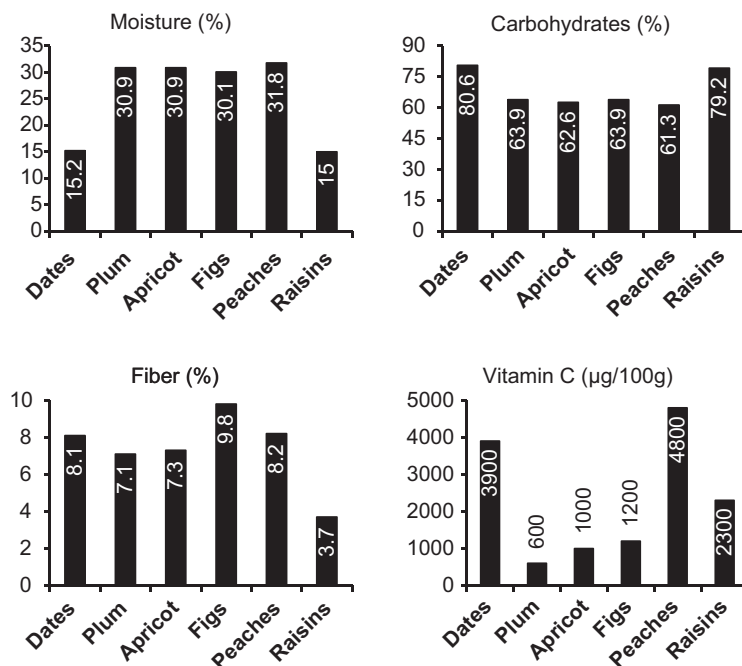 Moisture (%)
35
30
25
20
15
10
5
0
15.2
30.9
30.9
30.1
31.8
15
Dates
Plum
Apricot
Figs
Peaches
Raisins
Carbohydrates (%)
90
75
60
45
30
15
0
80.6
63.9
62.6
63.9
61.3
79.2
Dates
Plum
Apricot
Figs
Peaches
Raisins
Fiber (%)
10
8
6
4
2
0
8.1
7.1
7.3
9.8
8.2
3.7
Dates
Plum
Apricot
Figs
Peaches
Raisins
Vitamin C (µg/100g)
5000
4000
3000
2000
1000
0
3900
600
1000
1200
4800
2300
Dates
Plum
Apricot
Figs
Peaches
Raisins